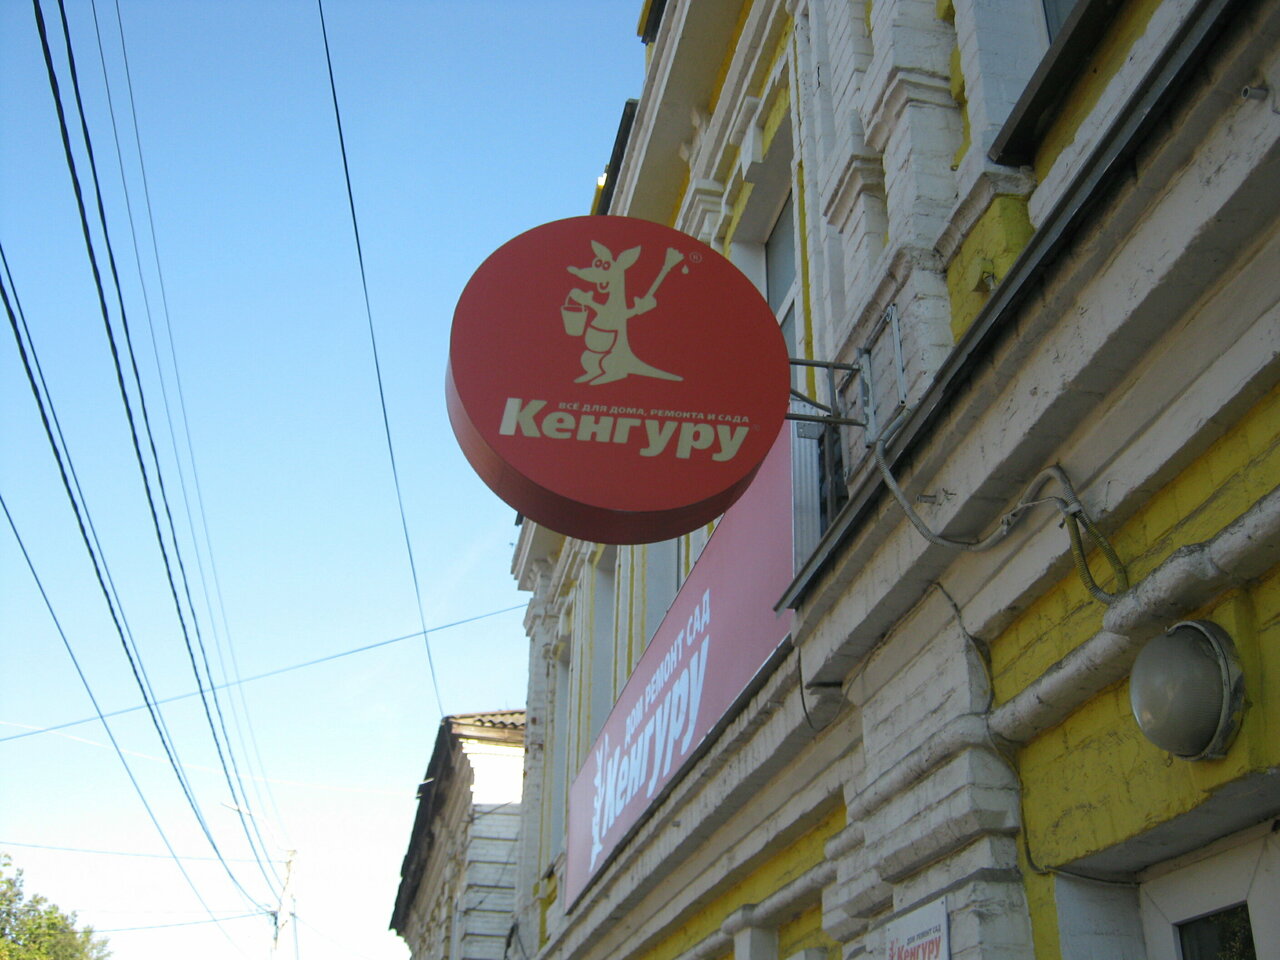 ®
ВСЁ ДЛЯ ДОМА, РЕМОНТА И САДА
Кенгуру
ДОМ РЕМОНТ САД
Кенгуру
ДОМ РЕМОНТ САД
Кенгуру